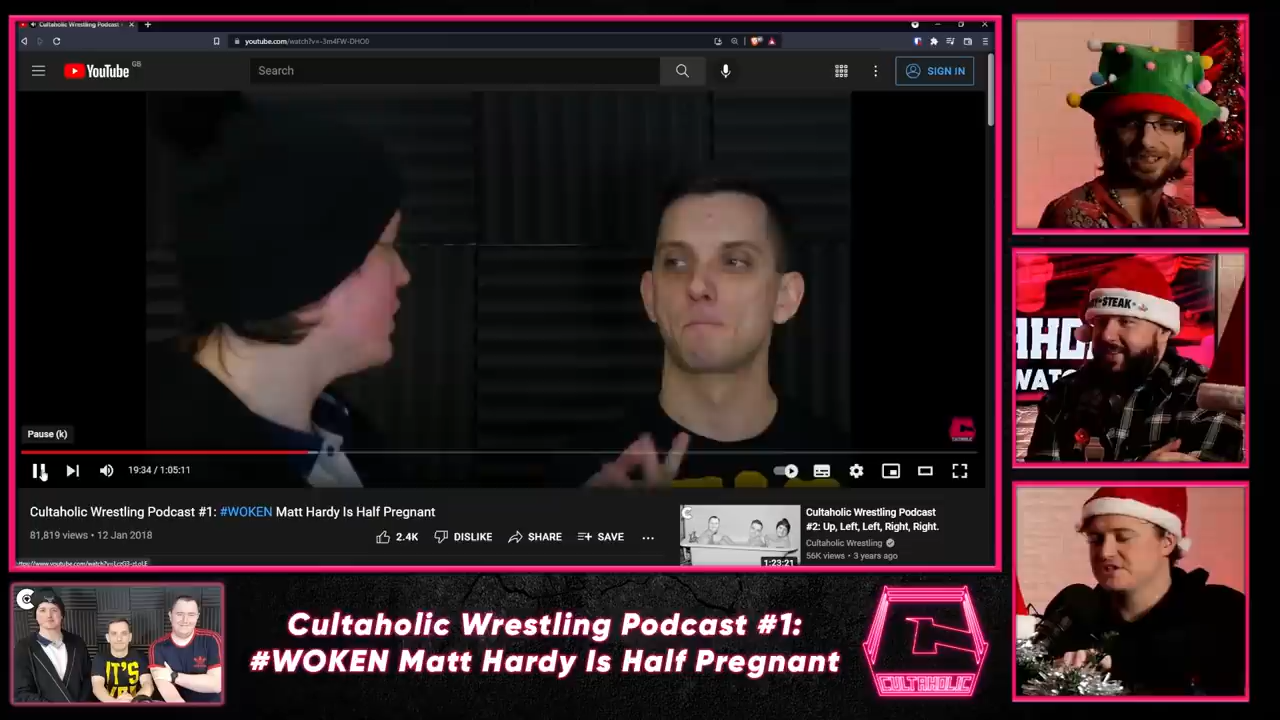 Cultaholic Wrestling Podcast
youtube.com/watch?v=-3m4FW-DHO0
YouTube GB
Search
SIGN IN
Pause (k)
19:34 / 1:05:11
CULTAHOLIC
Cultaholic Wrestling Podcast #1: #WOKEN Matt Hardy Is Half Pregnant
81,819 views • 12 Jan 2018
2.4K
DISLIKE
SHARE
SAVE
Cultaholic Wrestling Podcast
#2: Up, Left, Left, Right, Right.
Cultaholic Wrestling
56K views • 3 years ago
1:23:21
STEAK
IT'S
Cultaholic Wrestling Podcast #1:
#WOKEN Matt Hardy Is Half Pregnant
CULTAHOLIC